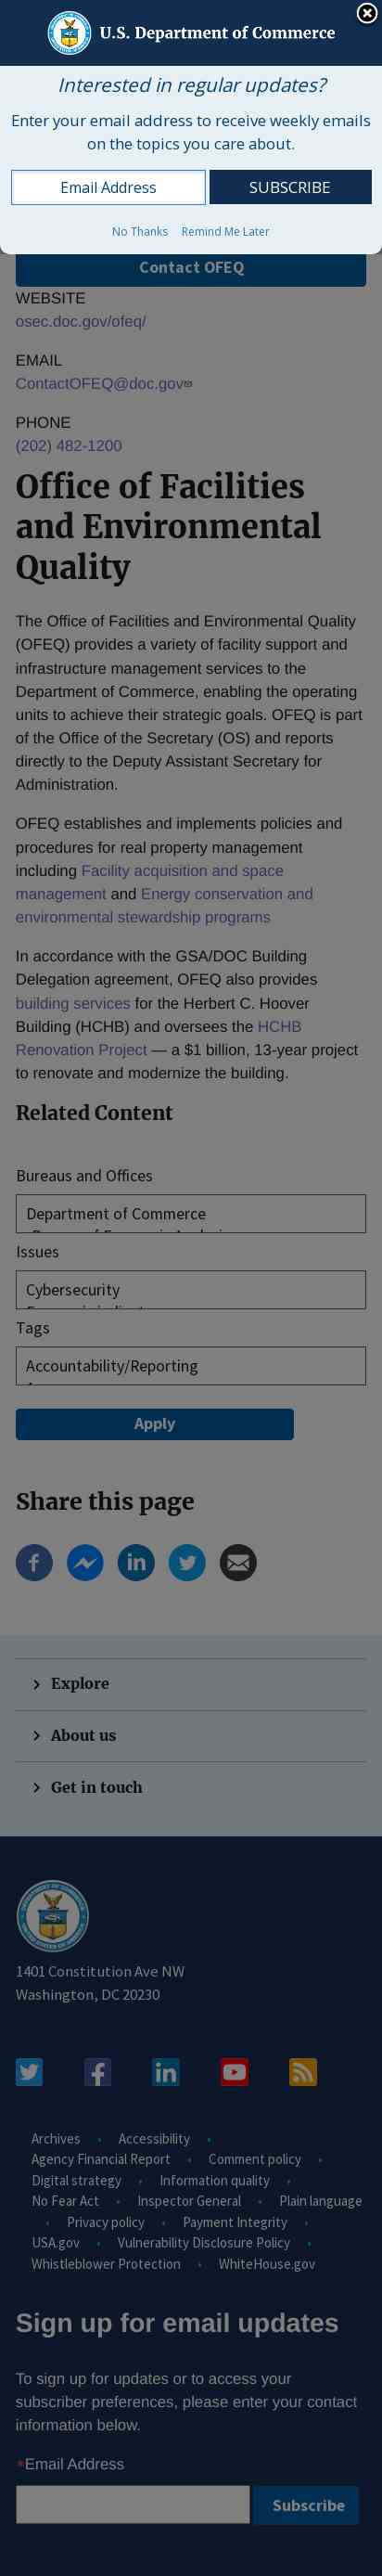 U.S. Department of Commerce
Interested in regular updates?
Enter your email address to receive weekly emails
on the topics you care about.
Email Address
SUBSCRIBE
No Thanks Remind Me Later
Contact OFEQ
WEBSITE
osec.doc.gov/ofeq/
EMAIL
ContactOFEQ@doc.gov
PHONE
(202) 482-1200
Office of Facilities
and Environmental
Quality
The Office of Facilities and Environmental Quality
(OFEQ) provides a variety of facility support and
infrastructure management services to the
Department of Commerce, enabling the operating
units to achieve their strategic goals. OFEQ is part
of the Office of the Secretary (OS) and reports
directly to the Deputy Assistant Secretary for
Administration.
OFEQ establishes and implements policies and
procedures for real property management
including Facility acquisition and space
management and Energy conservation and
environmental stewardship programs
In accordance with the GSA/DOC Building
Delegation agreement, OFEQ also provides
building services for the Herbert C. Hoover
Building (HCHB) and oversees the HCHB
Renovation Project — a $1 billion, 13-year project
to renovate and modernize the building.
Related Content
Bureaus and Offices
Department of Commerce
Issues
Cybersecurity
Tags
Accountability/Reporting
Apply
Share this page
Explore
About us
Get in touch
1401 Constitution Ave NW
Washington, DC 20230
Archives • Accessibility •
Agency Financial Report • Comment policy •
Digital strategy • Information quality •
No Fear Act • Inspector General • Plain language
• Privacy policy • Payment Integrity •
USA.gov • Vulnerability Disclosure Policy •
Whistleblower Protection • WhiteHouse.gov
Sign up for email updates
To sign up for updates or to access your
subscriber preferences, please enter your contact
information below.
*Email Address
Subscribe